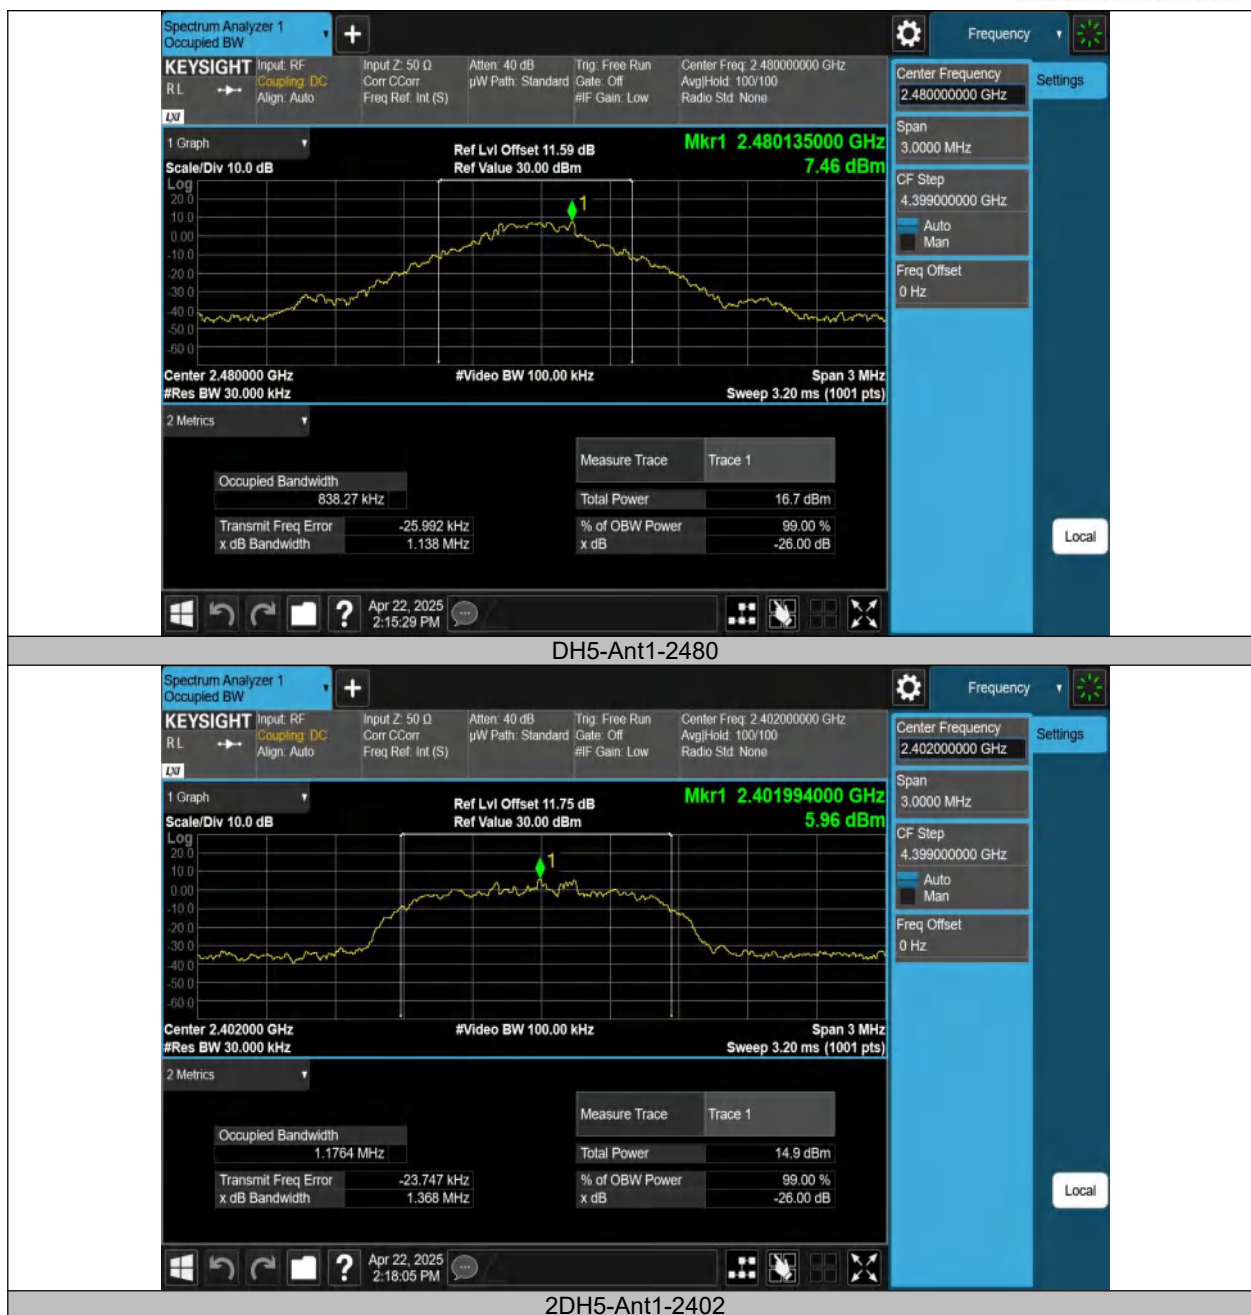 Spectrum Analyzer 1
Occupied BW
+
Frequency
KEYSIGHT Input: RF Input Z: 50 Ω Atten: 40 dB Trig: Free Run Center Freq: 2.480000000 GHz
RL Coupling: DC Corr CCorr µW Path: Standard Gate: Off Avg|Hold: 100/100
Align: Auto Freq Ref: Int (S) #IF Gain: Low Radio Std: None
LXI
Center Frequency
2.480000000 GHz
Settings
Span
3.0000 MHz
CF Step
4.399000000 GHz
Auto
Man
Freq Offset
0 Hz
Local
1 Graph
Ref Lvl Offset 11.59 dB
Mkr1 2.480135000 GHz
Scale/Div 10.0 dB
Ref Value 30.00 dBm
7.46 dBm
Log
20.0
10.0
0.00
-10.0
-20.0
-30.0
-40.0
-50.0
-60.0
1
Center 2.480000 GHz #Video BW 100.00 kHz Span 3 MHz
#Res BW 30.000 kHz Sweep 3.20 ms (1001 pts)
2 Metrics
Measure Trace Trace 1
Occupied Bandwidth
838.27 kHz Total Power 16.7 dBm
Transmit Freq Error -25.992 kHz % of OBW Power 99.00 %
x dB Bandwidth 1.138 MHz x dB -26.00 dB
?
Apr 22, 2025
2:15:29 PM
DH5-Ant1-2480
Spectrum Analyzer 1
Occupied BW
+
Frequency
KEYSIGHT Input: RF Input Z: 50 Ω Atten: 40 dB Trig: Free Run Center Freq: 2.402000000 GHz
RL Coupling: DC Corr CCorr µW Path: Standard Gate: Off Avg|Hold: 100/100
Align: Auto Freq Ref: Int (S) #IF Gain: Low Radio Std: None
LXI
Center Frequency
2.402000000 GHz
Settings
Span
3.0000 MHz
CF Step
4.399000000 GHz
Auto
Man
Freq Offset
0 Hz
Local
1 Graph
Ref Lvl Offset 11.75 dB
Mkr1 2.401994000 GHz
Scale/Div 10.0 dB
Ref Value 30.00 dBm
5.96 dBm
Log
20.0
10.0
0.00
-10.0
-20.0
-30.0
-40.0
-50.0
-60.0
1
Center 2.402000 GHz #Video BW 100.00 kHz Span 3 MHz
#Res BW 30.000 kHz Sweep 3.20 ms (1001 pts)
2 Metrics
Measure Trace Trace 1
Occupied Bandwidth
1.1764 MHz Total Power 14.9 dBm
Transmit Freq Error -23.747 kHz % of OBW Power 99.00 %
x dB Bandwidth 1.368 MHz x dB -26.00 dB
?
Apr 22, 2025
2:18:05 PM
2DH5-Ant1-2402